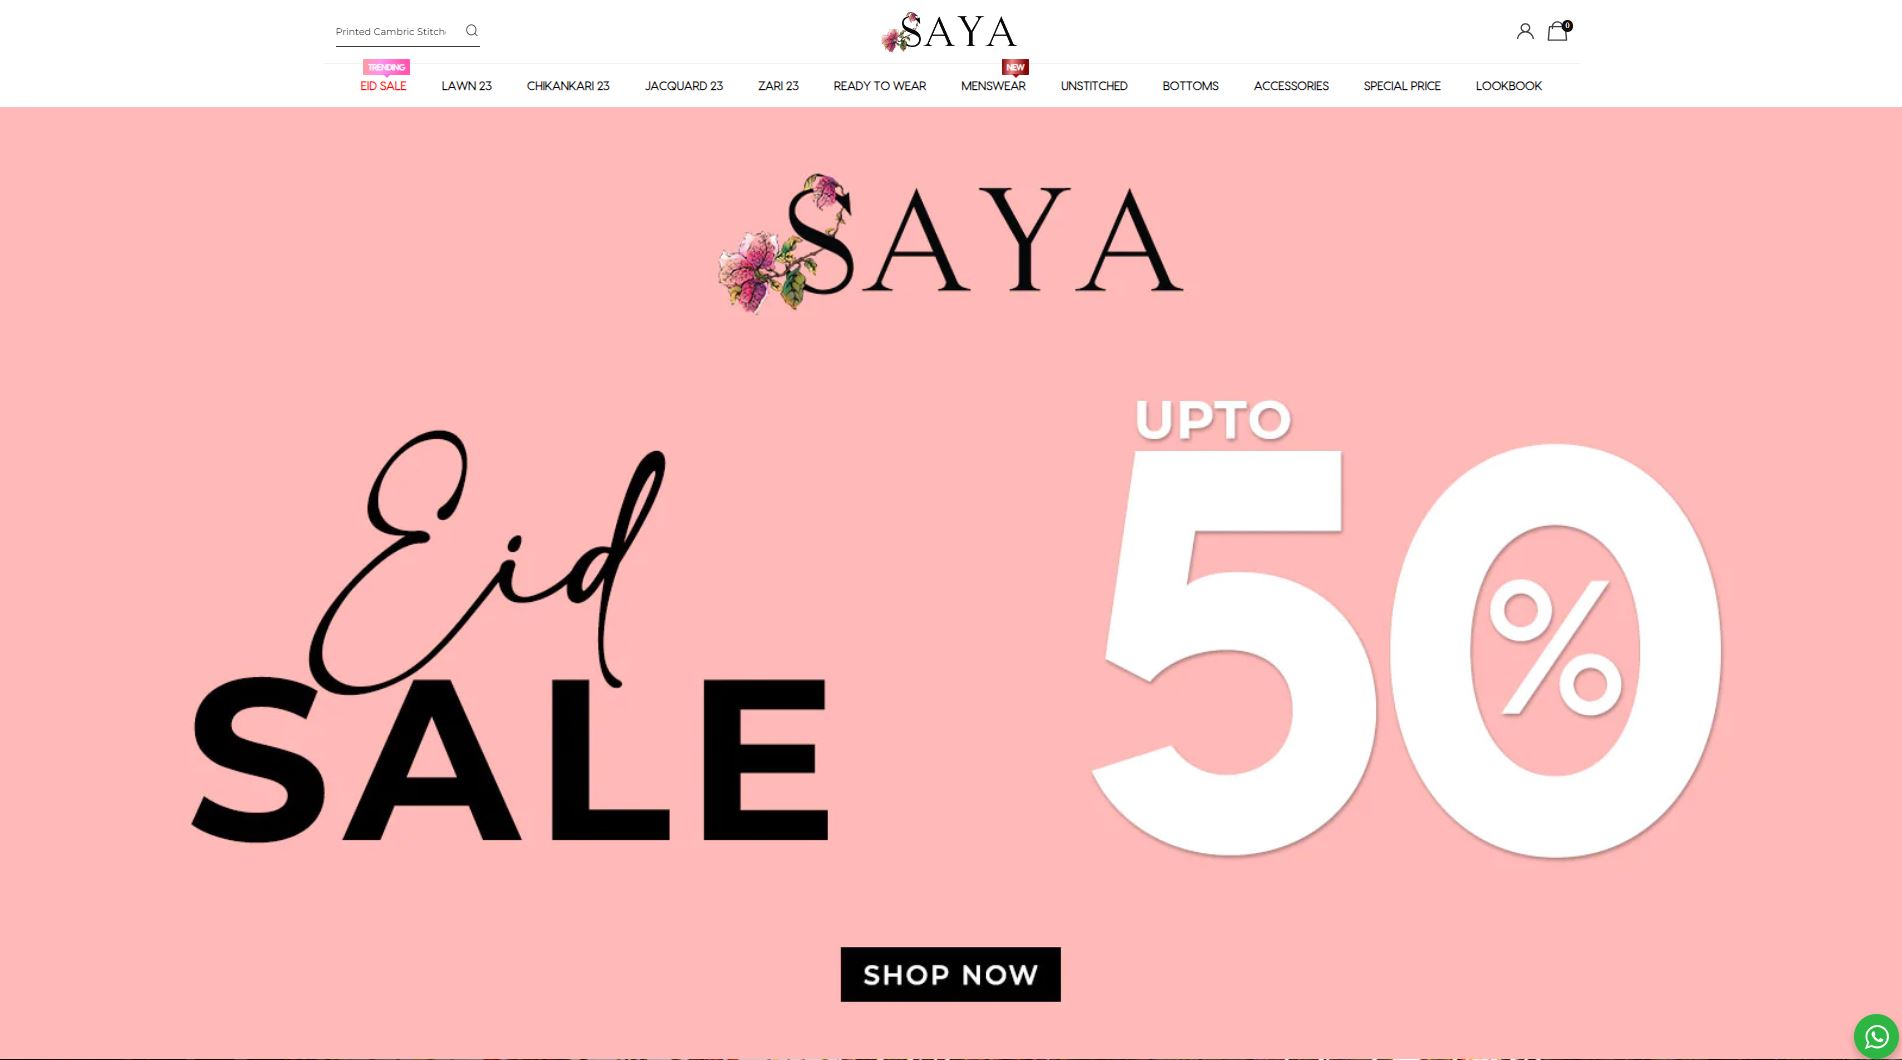 Printed Cambric Stitch
SAYA
0
TRENDING
NEW
EID SALE LAWN 23 CHIKANKARI 23 JACQUARD 23 ZARI 23 READY TO WEAR MENSWEAR UNSTITCHED BOTTOMS ACCESSORIES SPECIAL PRICE LOOKBOOK
SAYA
Eid
SALE
UPTO
50%
SHOP NOW